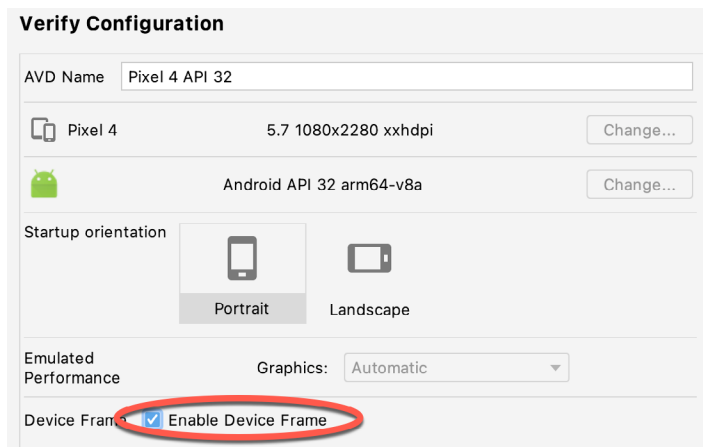 Verify Configuration
AVD Name Pixel 4 API 32
Pixel 4 5.7 1080x2280 xxhdpi Change...
Android API 32 arm64-v8a Change...
Startup orientation
Portrait Landscape
Emulated
Performance Graphics: Automatic
Device Frame Enable Device Frame